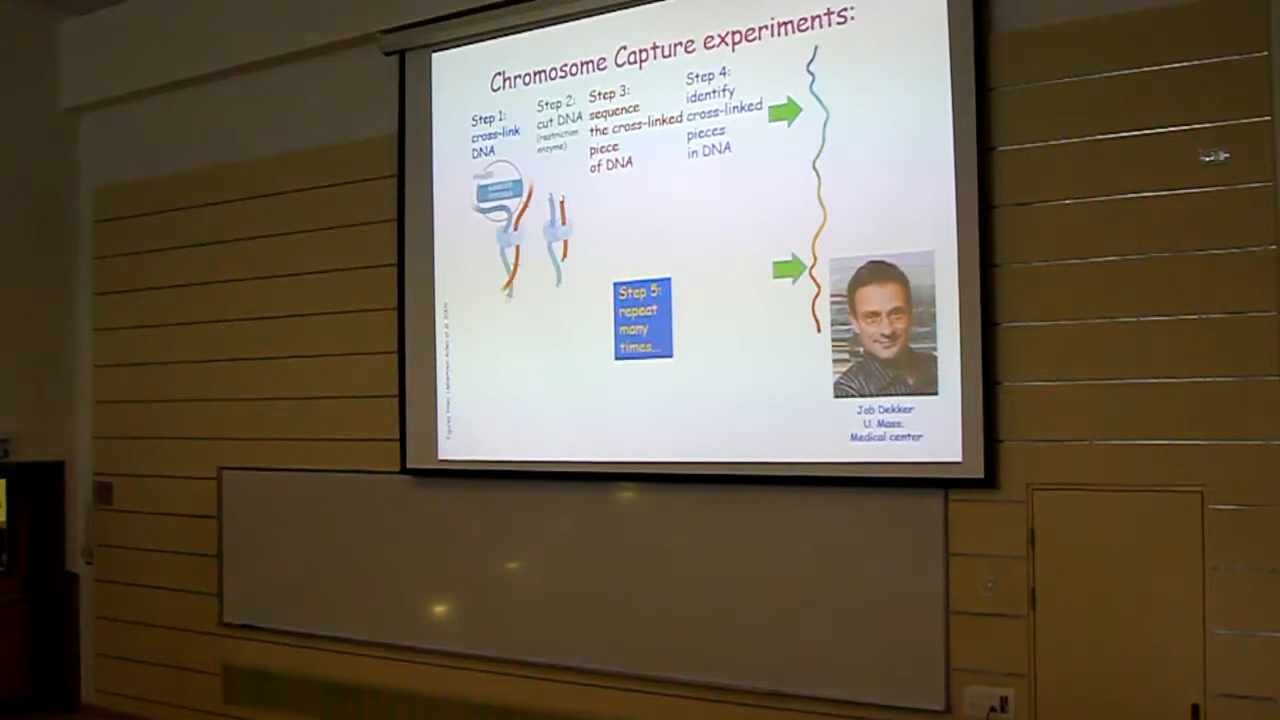 Chromosome Capture experiments:
Step 1:
cross-link
DNA
Step 2:
cut DNA
(restriction
enzyme)
Step 3:
sequence
the cross-linked
piece
of DNA
Step 4:
identify
cross-linked
pieces
in DNA
Step 5:
repeat
many
times...
Job Dekker
U. Mass.
Medical center